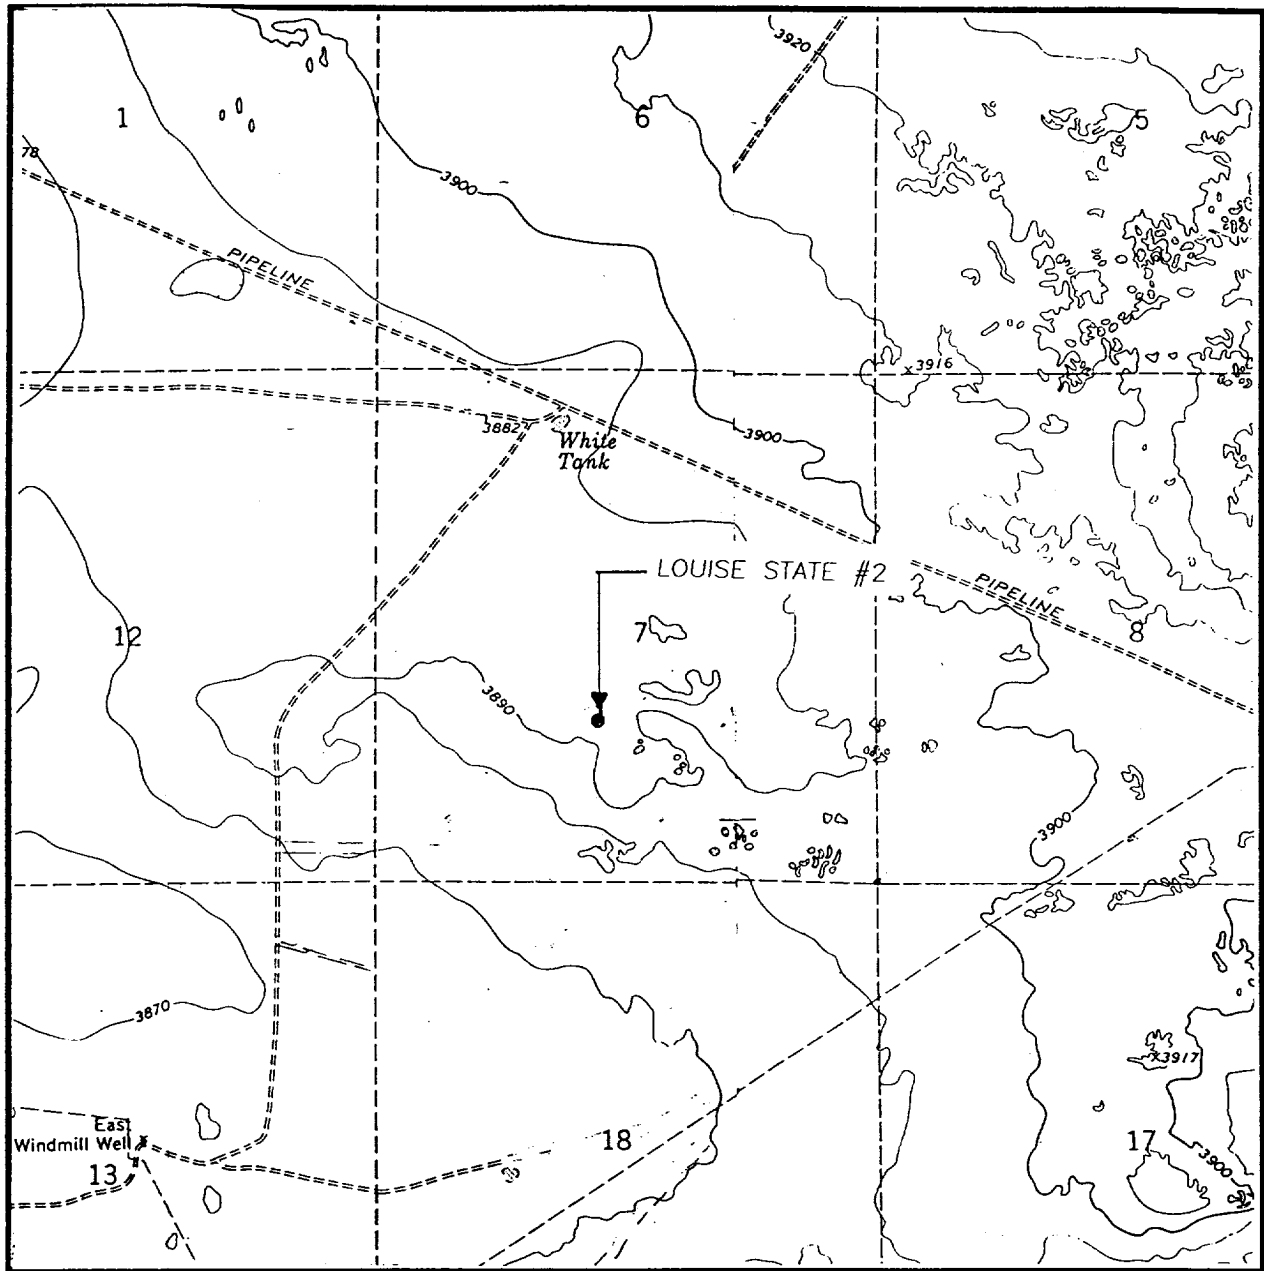 3920
1
6
5
78
3900
PIPELINE
x3916
3882
White
Tank
3900
LOUISE STATE #2
PIPELINE
12
7
8
3890
3900
3870
x3917
East
Windmill Well
13
18
17
3900